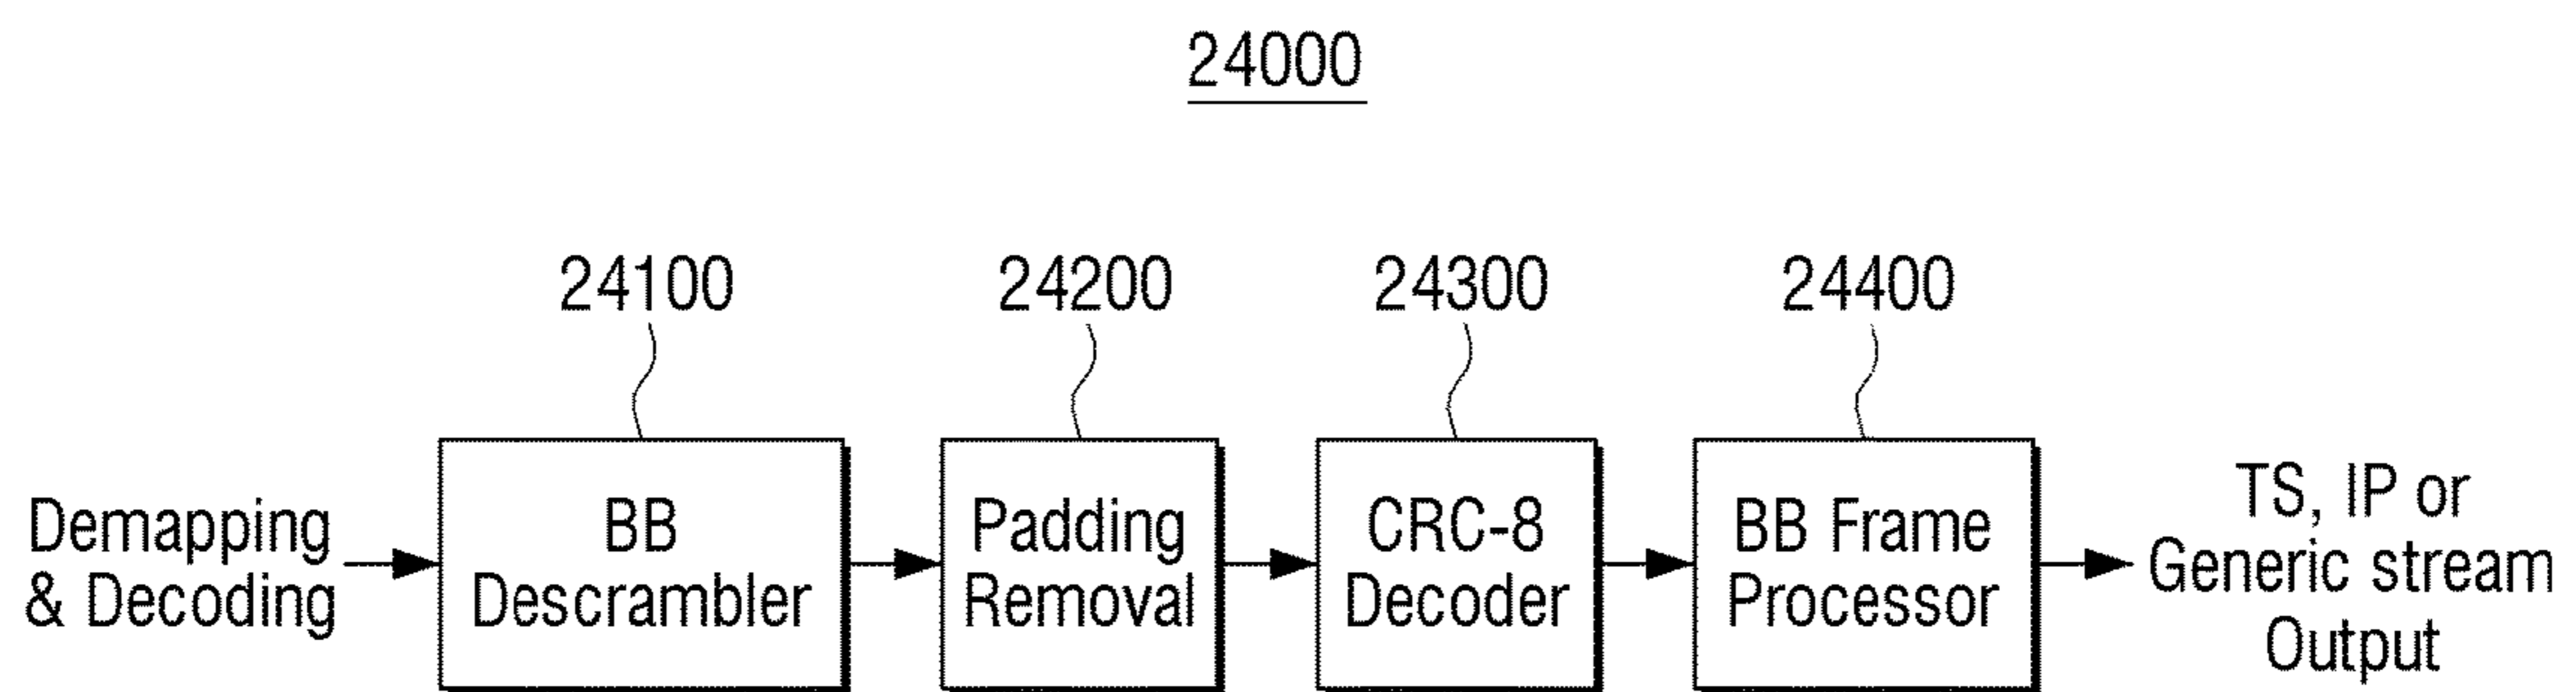 24000
24100
24200
24300
24400
Demapping
& Decoding
BB
Descrambler
Padding
Removal
CRC-8
Decoder
BB Frame
Processor
TS, IP or
Generic stream
Output